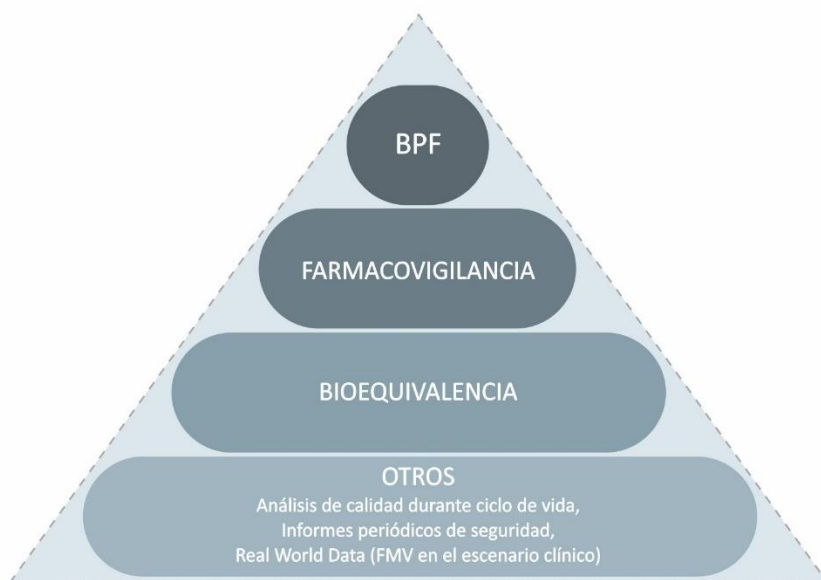 BPF
FARMACOVIGILANCIA
BIOEQUIVALENCIA
OTROS
Análisis de calidad durante ciclo de vida,
Informes periódicos de seguridad,
Real World Data (FMV en el escenario clínico)